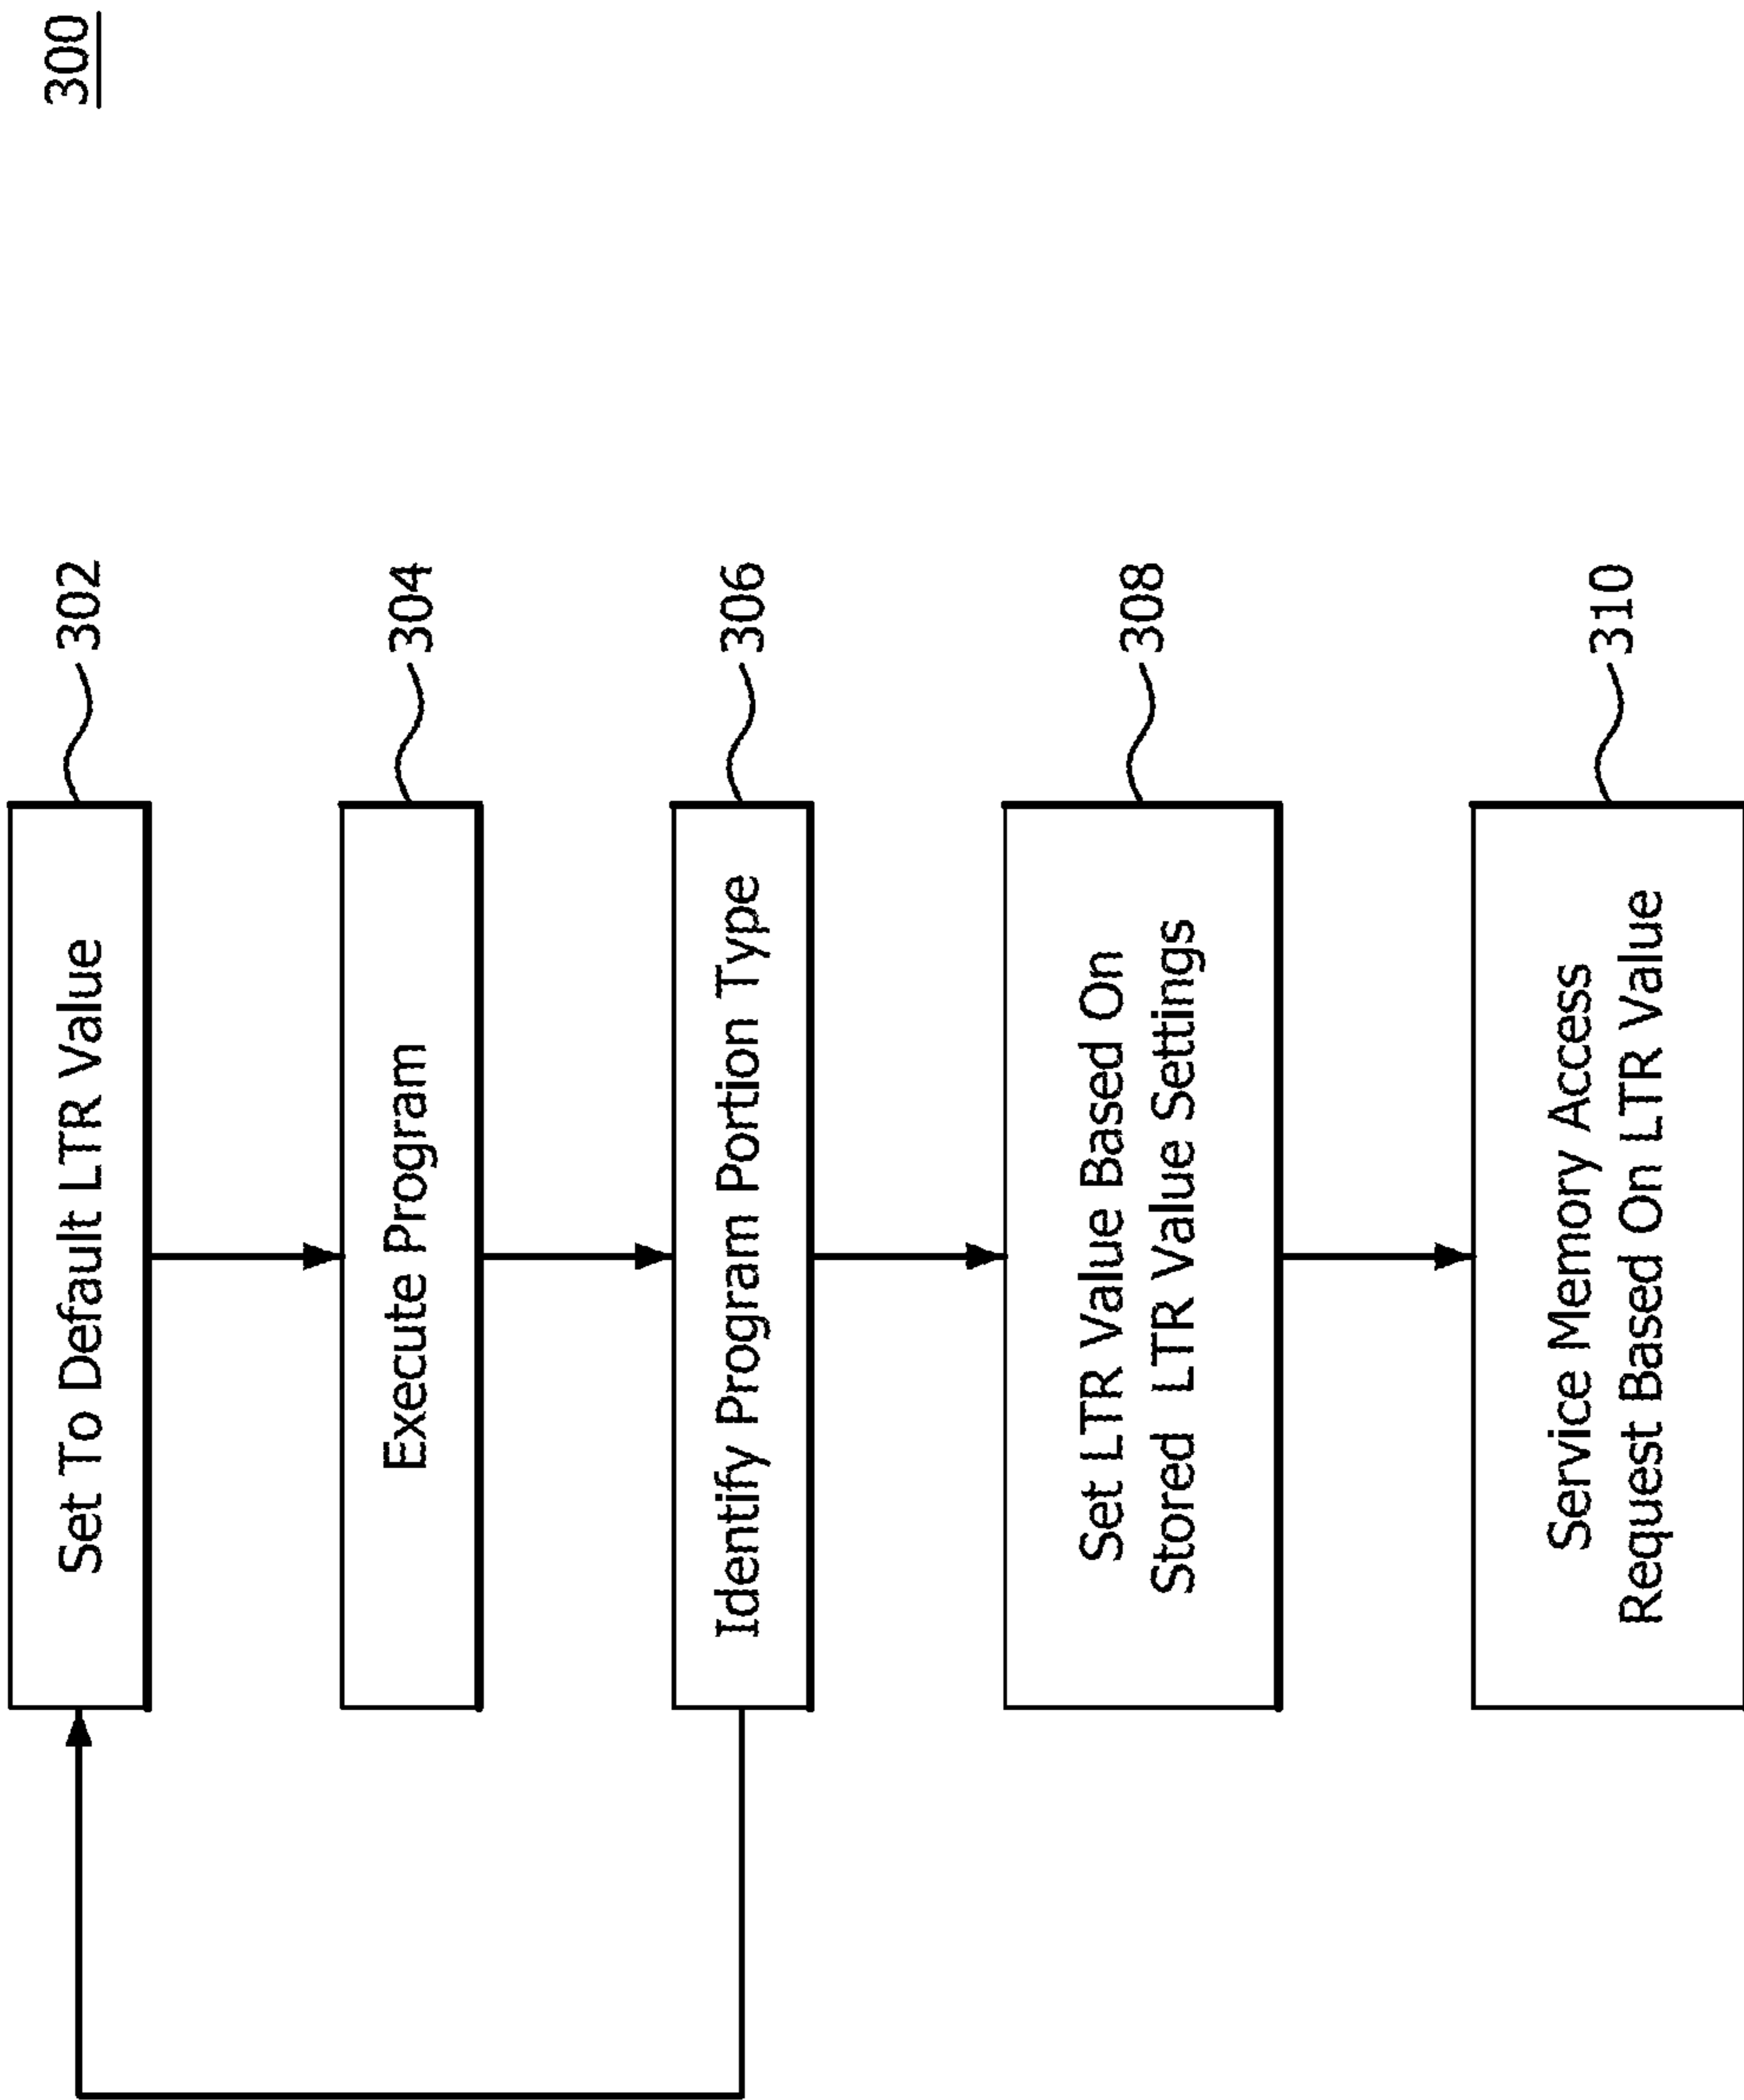 300
Set To Default LTR Value
302
Execute Program
304
Identify Program Portion Type
306
Set LTR Value Based On
Stored LTR Value Settings
308
Service Memory Access
Request Based On LTR Value
310